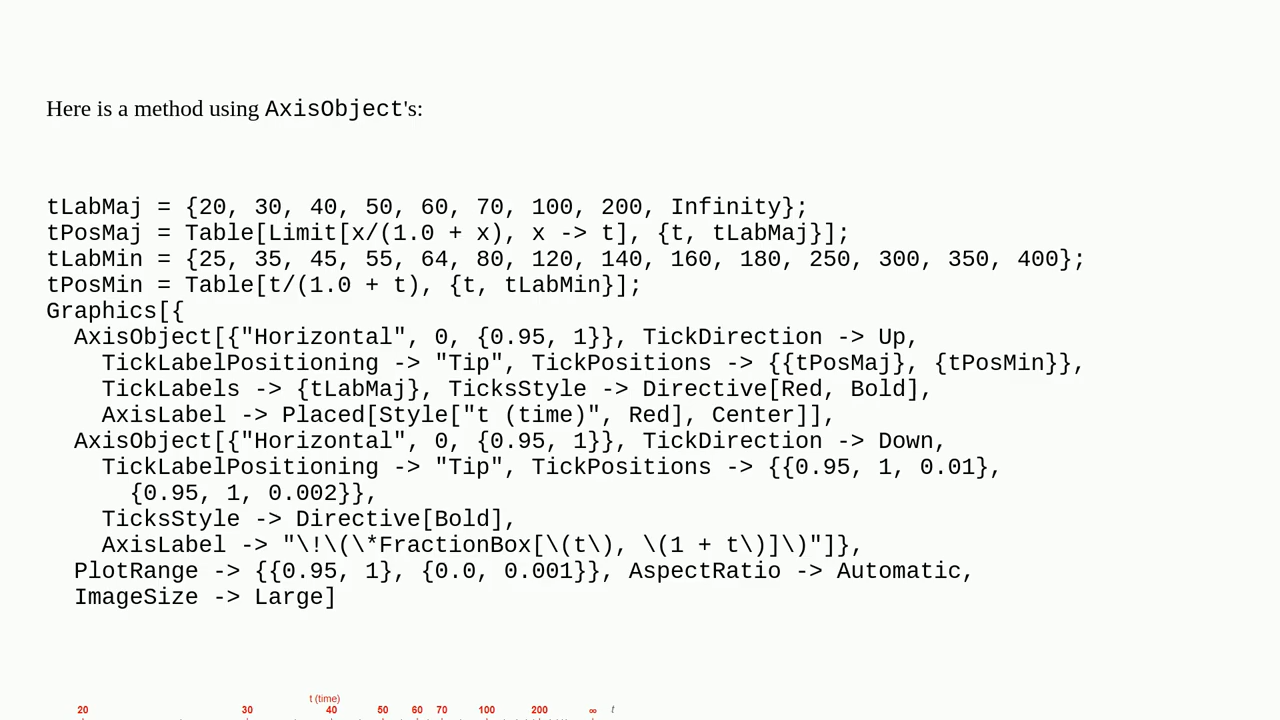 Here is a method using AxisObject's:
tLabMaj = {20, 30, 40, 50, 60, 70, 100, 200, Infinity};
tPosMaj = Table[Limit[x/(1.0 + x), x -> t], {t, tLabMaj}];
tLabMin = {25, 35, 45, 55, 64, 80, 120, 140, 160, 180, 250, 300, 350, 400};
tPosMin = Table[t/(1.0 + t), {t, tLabMin}];
Graphics[{
  AxisObject[{"Horizontal", 0, {0.95, 1}}, TickDirection -> Up,
    TickLabelPositioning -> "Tip", TickPositions -> {{tPosMaj}, {tPosMin}},
    TickLabels -> {tLabMaj}, TicksStyle -> Directive[Red, Bold],
    AxisLabel -> Placed[Style["t (time)", Red], Center]],
  AxisObject[{"Horizontal", 0, {0.95, 1}}, TickDirection -> Down,
    TickLabelPositioning -> "Tip", TickPositions -> {{0.95, 1, 0.01},
      {0.95, 1, 0.002}},
    TicksStyle -> Directive[Bold],
    AxisLabel -> "\!\(\*FractionBox[\(t\), \(1 + t\)]\)"]},
  PlotRange -> {{0.95, 1}, {0.0, 0.001}}, AspectRatio -> Automatic,
  ImageSize -> Large]
t (time)
20 30 40 50 60 70 100 200 ∞ t